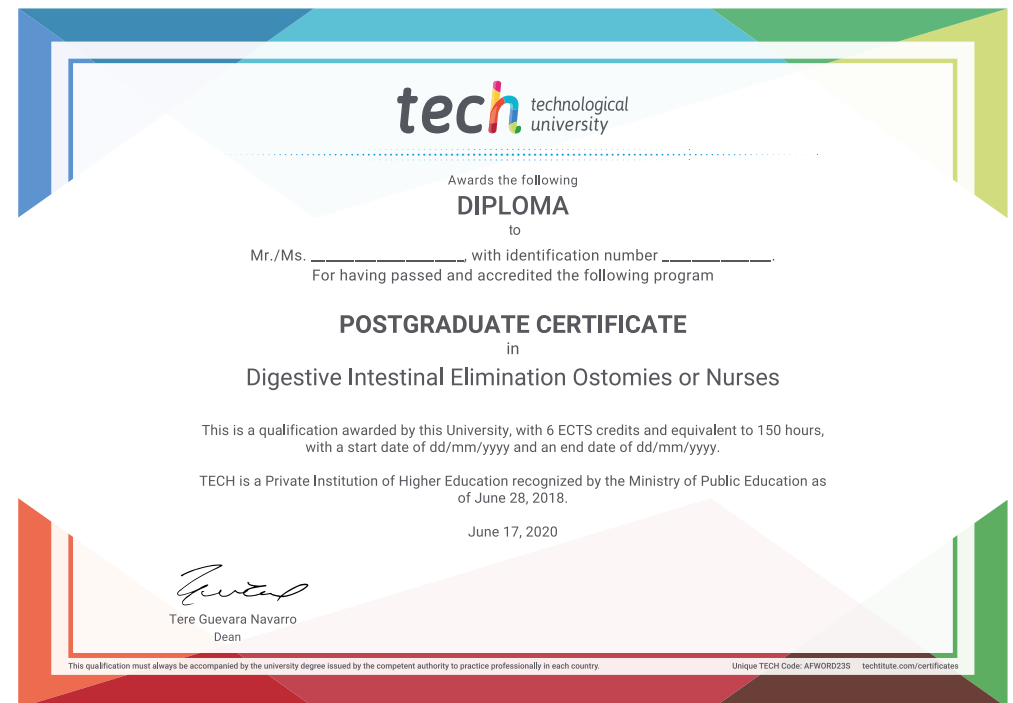 tech technological
university
Awards the following
DIPLOMA
to
Mr./Ms. ____________________, with identification number ______________.
For having passed and accredited the following program
POSTGRADUATE CERTIFICATE
in
Digestive Intestinal Elimination Ostomies or Nurses
This is a qualification awarded by this University, with 6 ECTS credits and equivalent to 150 hours,
with a start date of dd/mm/yyyy and an end date of dd/mm/yyyy.
TECH is a Private Institution of Higher Education recognized by the Ministry of Public Education as
of June 28, 2018.
June 17, 2020
Tere Guevara Navarro
Dean
This qualification must always be accompanied by the university degree issued by the competent authority to practice professionally in each country. Unique TECH Code: AFWORD23S techtitute.com/certificates